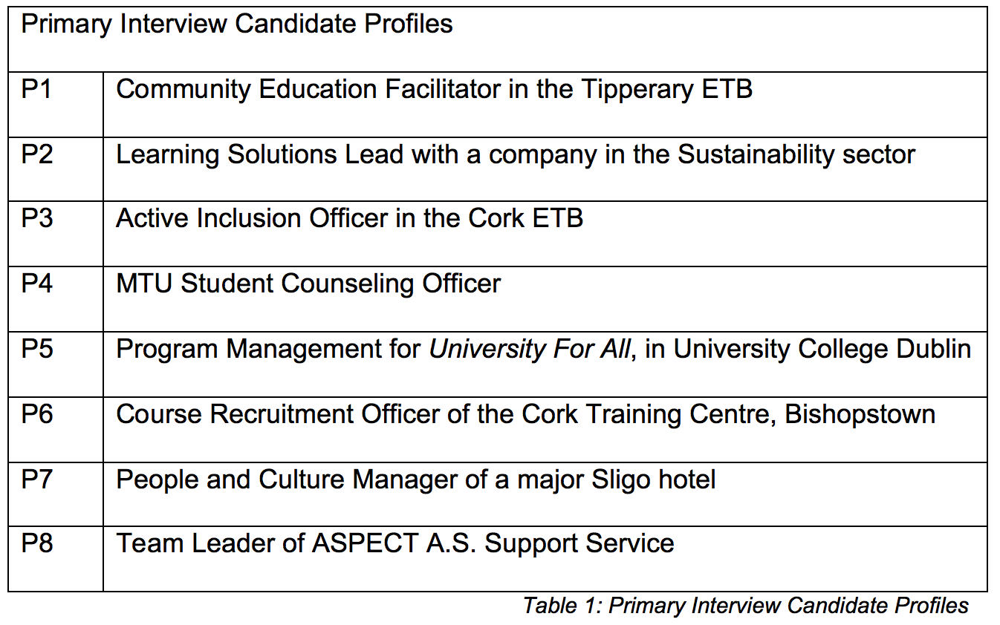 Primary Interview Candidate Profiles
P1 Community Education Facilitator in the Tipperary ETB
P2 Learning Solutions Lead with a company in the Sustainability sector
P3 Active Inclusion Officer in the Cork ETB
P4 MTU Student Counseling Officer
P5 Program Management for University For All, in University College Dublin
P6 Course Recruitment Officer of the Cork Training Centre, Bishopstown
P7 People and Culture Manager of a major Sligo hotel
P8 Team Leader of ASPECT A.S. Support Service
Table 1: Primary Interview Candidate Profiles